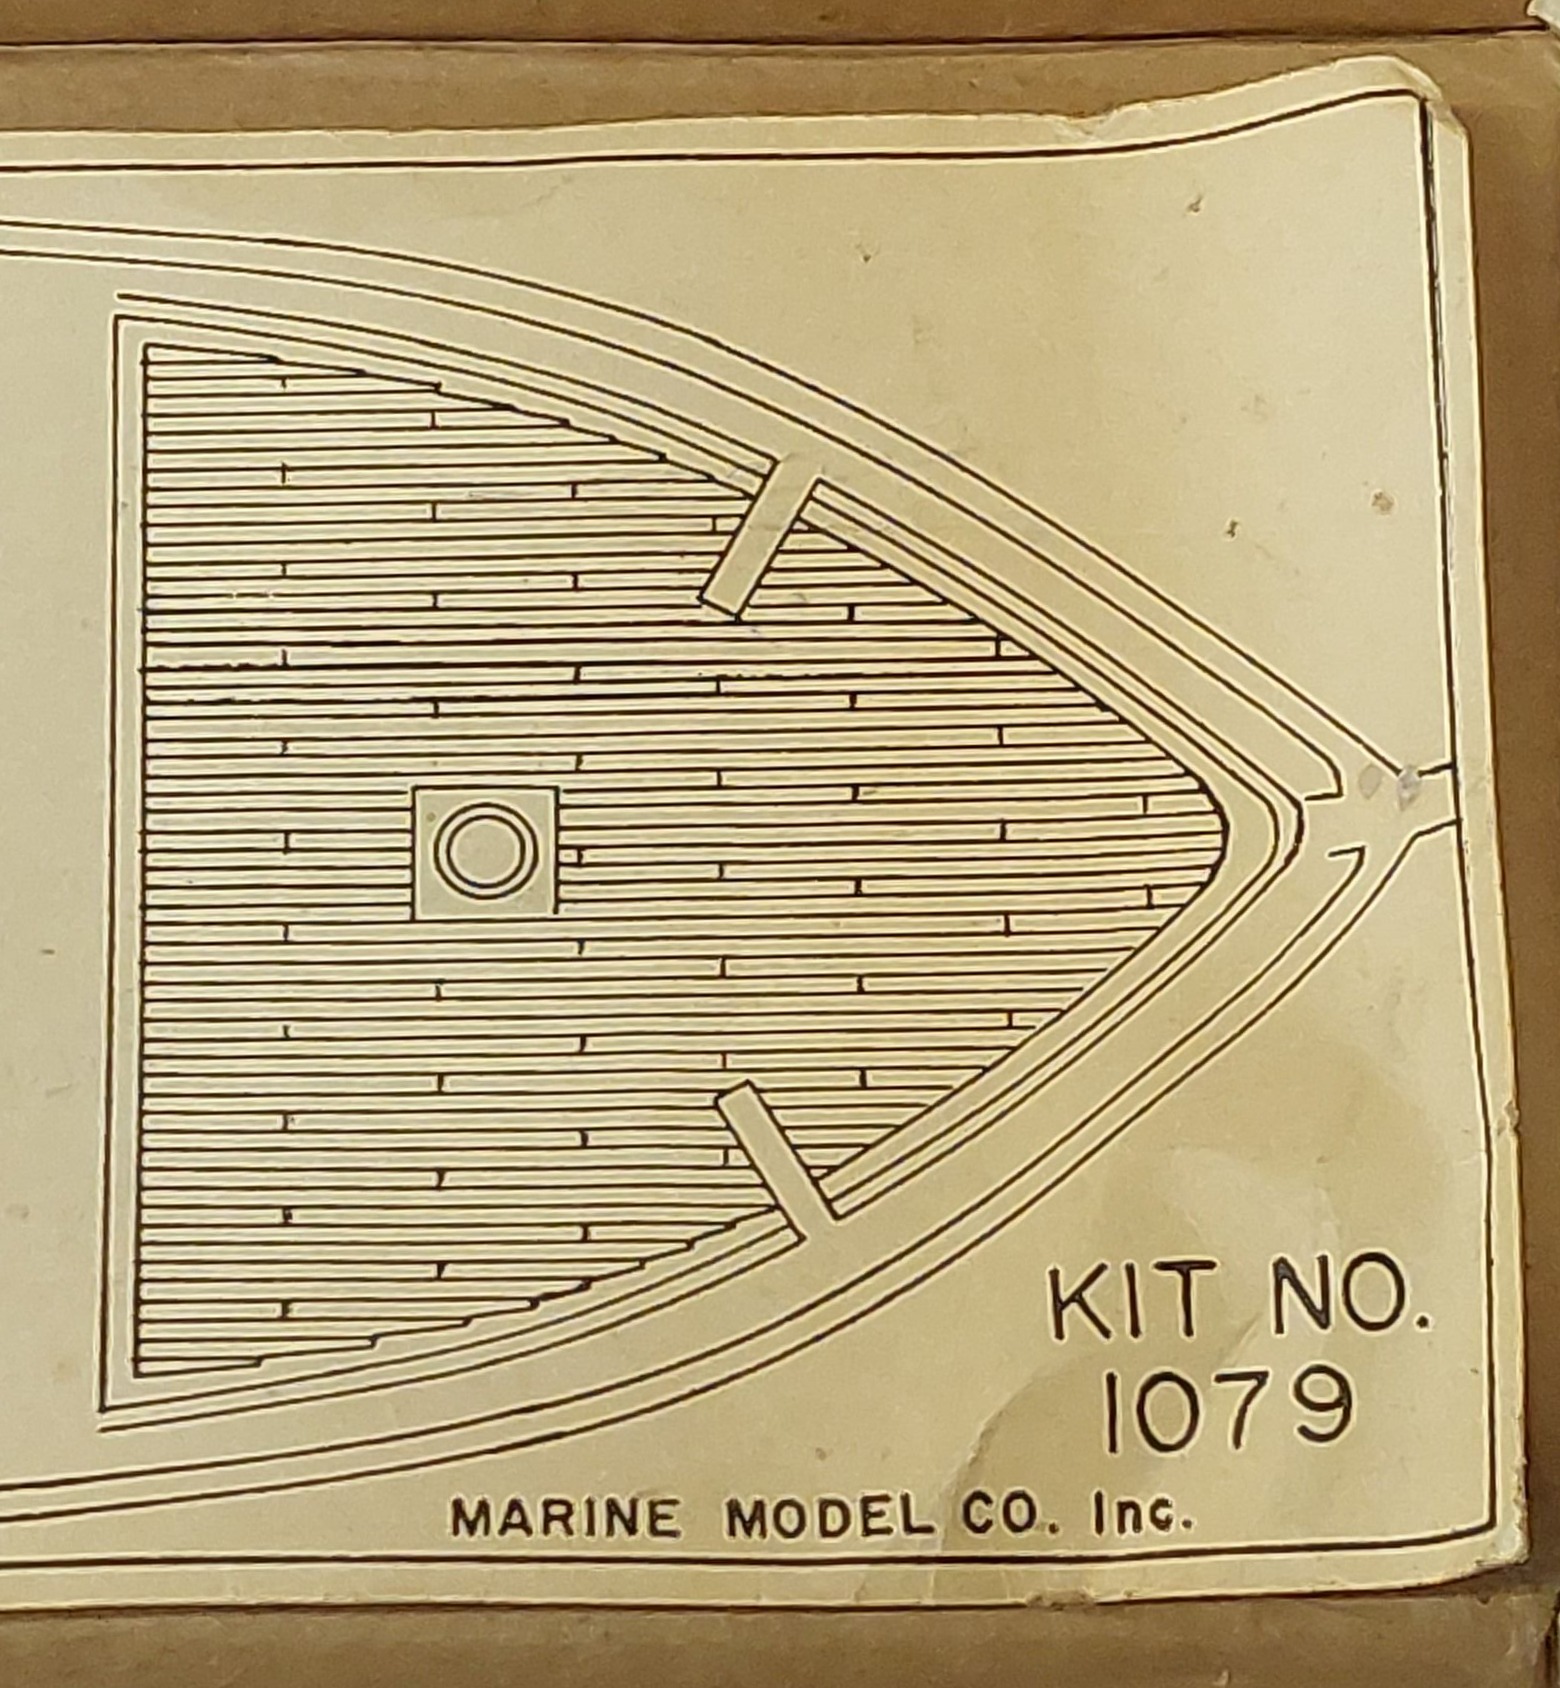 KIT NO.
1079
MARINE MODEL CO. Inc.